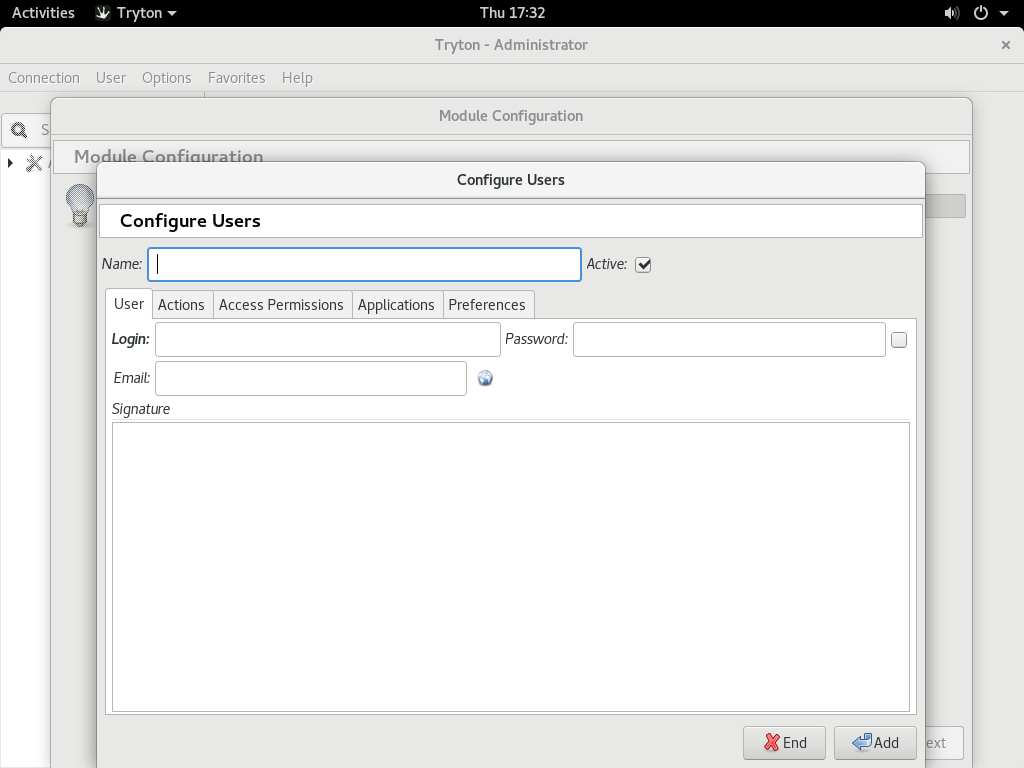 Activities Tryton Thu 17:32
Tryton - Administrator
Connection User Options Favorites Help
Module Configuration
S
Module Configuration
Configure Users
Configure Users
Name: Active:
User Actions Access Permissions Applications Preferences
Login: Password:
Email:
Signature
End Add ext